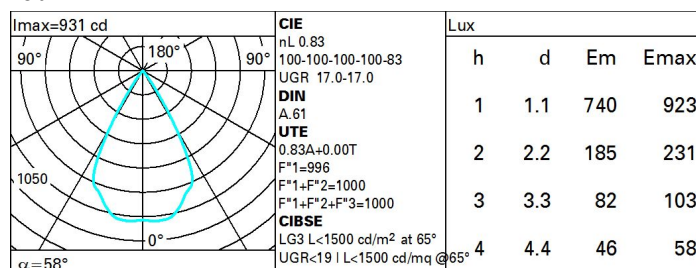 Imax=931 cd
90°
180°
90°
1050
0°
α=58°
CIE
nL 0.83
100-100-100-100-83
UGR 17.0-17.0
DIN
A.61
UTE
0.83A+0.00T
F"1=996
F"1+F"2=1000
F"1+F"2+F"3=1000
CIBSE
LG3 L<1500 cd/m² at 65°
UGR<19 | L<1500 cd/mq @65°
Lux
h d Em Emax
1 1.1 740 923
2 2.2 185 231
3 3.3 82 103
4 4.4 46 58